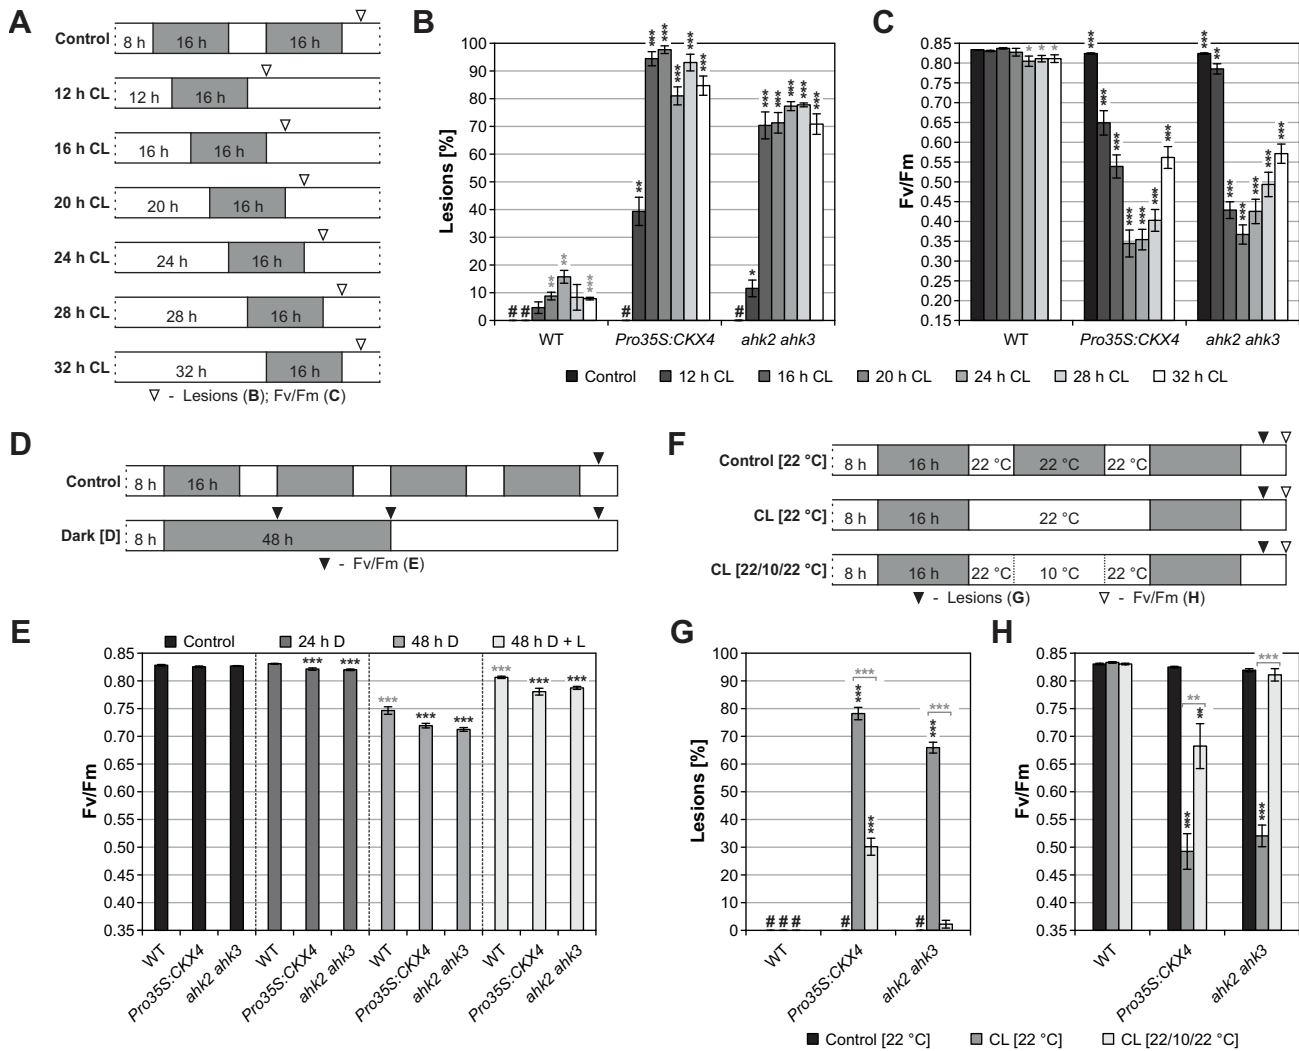 A
Control
8 h
16 h
16 h
12 h CL
12 h
16 h
16 h CL
16 h
16 h
20 h CL
20 h
16 h
24 h CL
24 h
16 h
28 h CL
28 h
16 h
32 h CL
32 h
16 h
▽ - Lesions (B); Fv/Fm (C)
B
Lesions [%]
100
90
80
70
60
50
40
30
20
10
0
# #
**
**
***
#
**
***
***
***
***
***
#
*
***
***
***
***
***
WT
Pro35S:CKX4
ahk2 ahk3
C
Fv/Fm
0.85
0.80
0.75
0.70
0.65
0.60
0.55
0.50
0.45
0.40
0.35
0.30
0.25
0.20
0.15
* * *
***
***
***
***
***
***
***
***
**
***
***
***
***
***
WT
Pro35S:CKX4
ahk2 ahk3
Control
12 h CL
16 h CL
20 h CL
24 h CL
28 h CL
32 h CL
D
Control
8 h
16 h
Dark [D]
8 h
48 h
▼ - Fv/Fm (E)
F
Control [22 °C]
8 h
16 h
22 °C
22 °C
22 °C
CL [22 °C]
8 h
16 h
22 °C
CL [22/10/22 °C]
8 h
16 h
22 °C
10 °C
22 °C
▼ - Lesions (G)
▽ - Fv/Fm (H)
E
Control
24 h D
48 h D
48 h D + L
Fv/Fm
0.85
0.80
0.75
0.70
0.65
0.60
0.55
0.50
0.45
0.40
0.35
***
***
***
***
***
***
***
***
WT
Pro35S:CKX4
ahk2 ahk3
WT
Pro35S:CKX4
ahk2 ahk3
WT
Pro35S:CKX4
ahk2 ahk3
WT
Pro35S:CKX4
ahk2 ahk3
G
Lesions [%]
100
90
80
70
60
50
40
30
20
10
0
# # #
#
***
***
***
#
***
***
WT
Pro35S:CKX4
ahk2 ahk3
H
Fv/Fm
0.85
0.80
0.75
0.70
0.65
0.60
0.55
0.50
0.45
0.40
0.35
**
***
**
***
***
WT
Pro35S:CKX4
ahk2 ahk3
Control [22 °C]
CL [22 °C]
CL [22/10/22 °C]